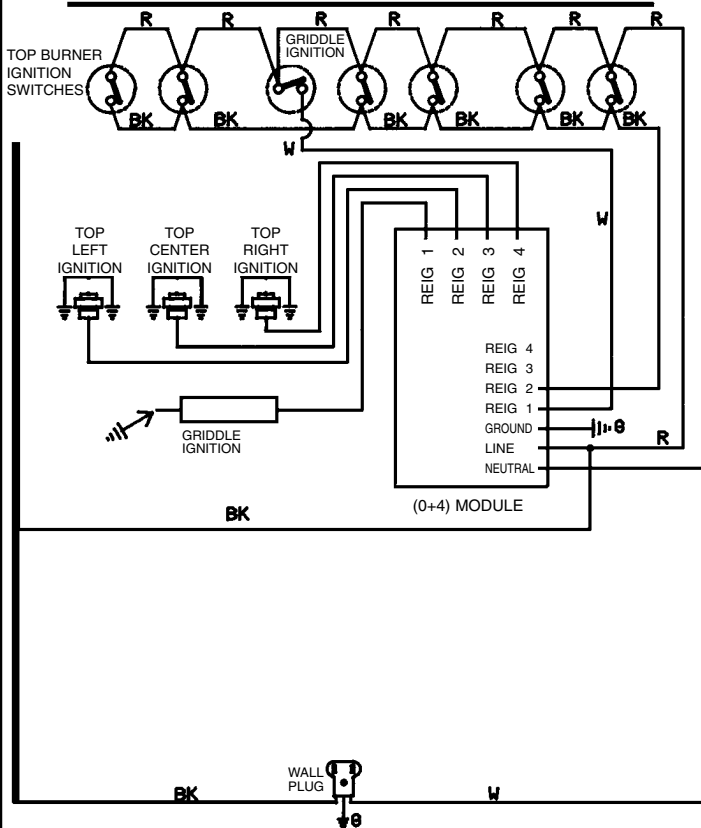 R R R R R R R
GRIDDLE
IGNITION
TOP BURNER
IGNITION
SWITCHES
BK BK BK BK BK BK
W
W
TOP
LEFT
IGNITION
TOP
CENTER
IGNITION
TOP
RIGHT
IGNITION
REIG 1
REIG 2
REIG 3
REIG 4
REIG 4
REIG 3
REIG 2
REIG 1
GROUND
LINE
NEUTRAL
R
GRIDDLE
IGNITION
(0+4) MODULE
BK
WALL
PLUG
BK
W